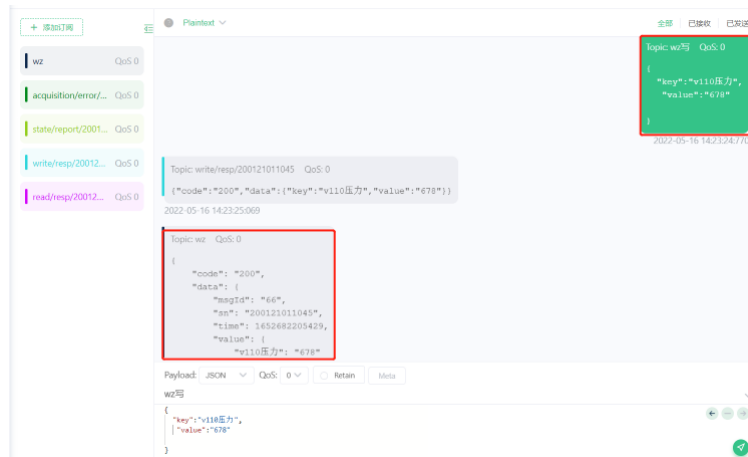 + 添加订阅
Plaintext
全部 已接收 已发送
wz QoS 0
acquisition/error/... QoS 0
state/report/2001... QoS 0
write/resp/20012... QoS 0
read/resp/20012... QoS 0
Topic: wz写 QoS: 0
{
"key":"v110压力",
"value":"678"
}
2022-05-16 14:23:24:770
Topic: write/resp/200121011045 QoS: 0
{"code":"200","data":{"key":"v110压力","value":"678"}}
2022-05-16 14:23:25:069
Topic: wz QoS: 0
{
"code": "200",
"data": {
"msgId": "66",
"sn": "200121011045",
"time": 1652682205429,
"value": {
"v110压力": "678"
Payload: JSON QoS: 0 Retain Meta
wz写
{
"key":"v110压力",
"value":"678"
}